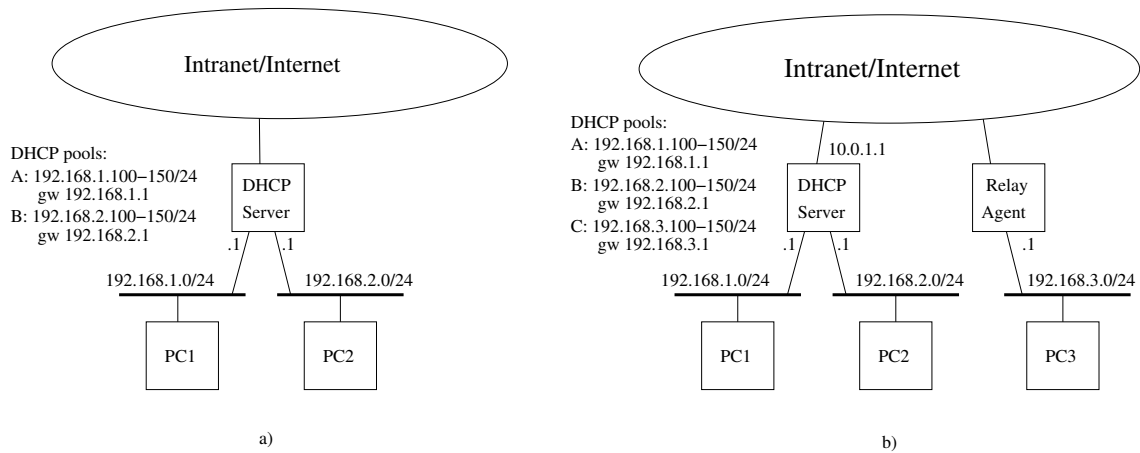 Intranet/Internet
DHCP pools:
A: 192.168.1.100−150/24
gw 192.168.1.1
B: 192.168.2.100−150/24
gw 192.168.2.1
DHCP
Server
.1
.1
192.168.1.0/24
192.168.2.0/24
PC1
PC2
a)
Intranet/Internet
DHCP pools:
A: 192.168.1.100−150/24
gw 192.168.1.1
B: 192.168.2.100−150/24
gw 192.168.2.1
C: 192.168.3.100−150/24
gw 192.168.3.1
10.0.1.1
DHCP
Server
Relay
Agent
.1
.1
.1
192.168.1.0/24
192.168.2.0/24
192.168.3.0/24
PC1
PC2
PC3
b)